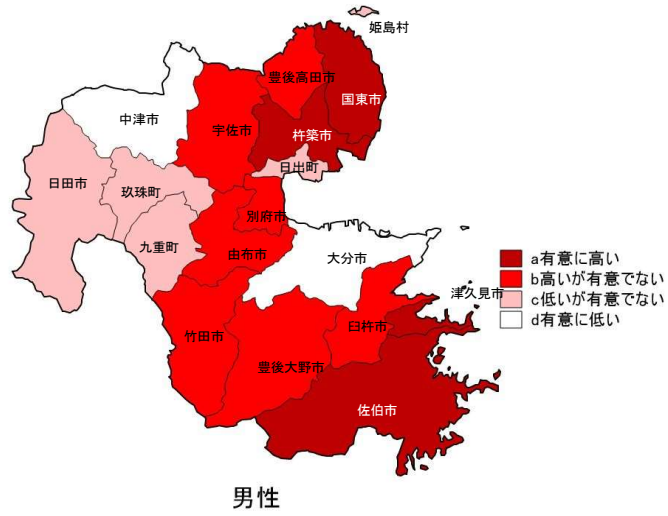 姫島村
豊後高田市
国東市
中津市
宇佐市
杵築市
日出町
日田市
玖珠町
別府市
九重町
由布市
大分市
a有意に高い
b高いが有意でない
c低いが有意でない
d有意に低い
津久見市
竹田市
臼杵市
豊後大野市
佐伯市
男性